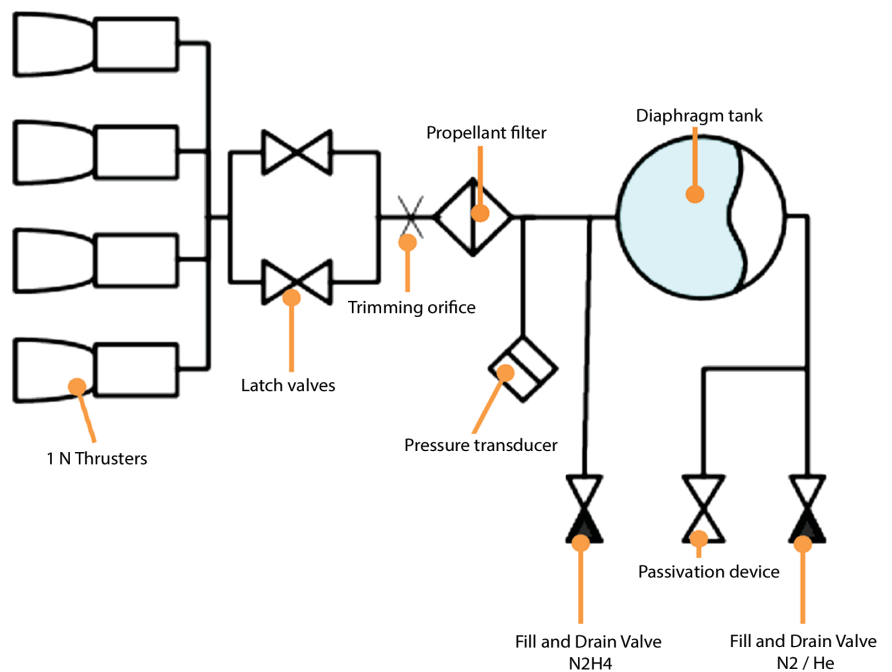 Diaphragm tank
Propellant filter
Trimming orifice
Latch valves
Pressure transducer
1 N Thrusters
Passivation device
Fill and Drain Valve
N2H4
Fill and Drain Valve
N2 / He